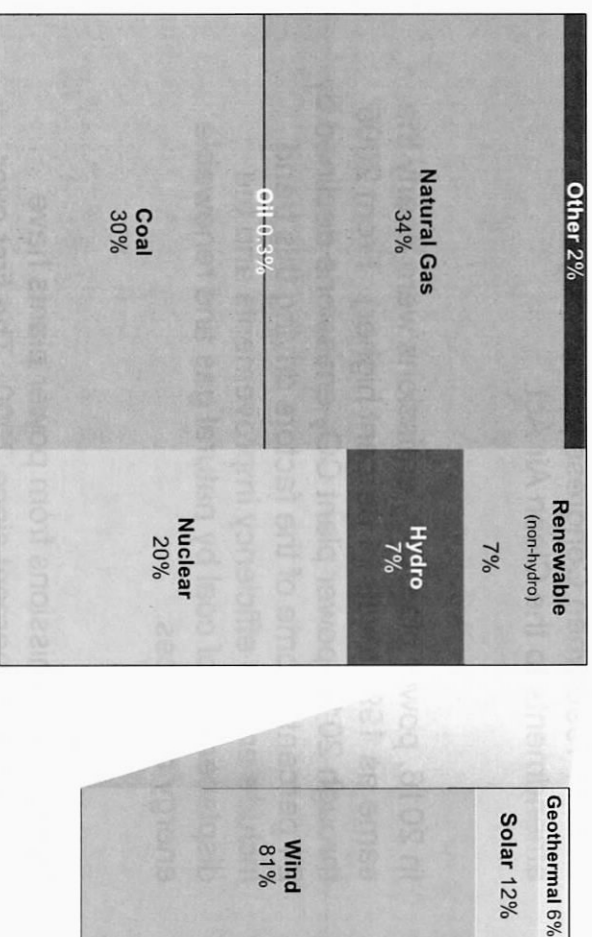 Other 2%
Natural Gas
34%
Oil 0.3%
Coal
30%
Renewable
(non-hydro)
7%
Hydro
7%
Nuclear
20%
Geothermal 6%
Solar 12%
Wind
81%